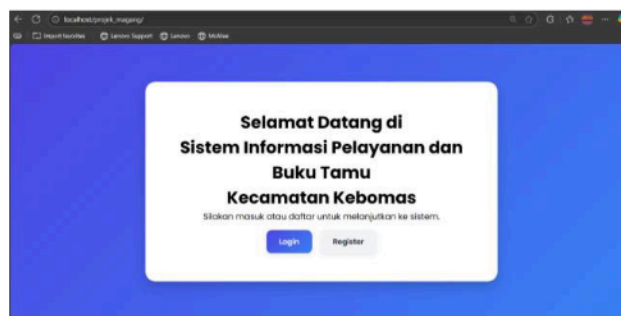 localhost/projek_magang/
Import favorites Lenovo Support Lenovo McAfee
Selamat Datang di
Sistem Informasi Pelayanan dan
Buku Tamu
Kecamatan Kebomas
Silakan masuk atau daftar untuk melanjutkan ke sistem.
Login Register